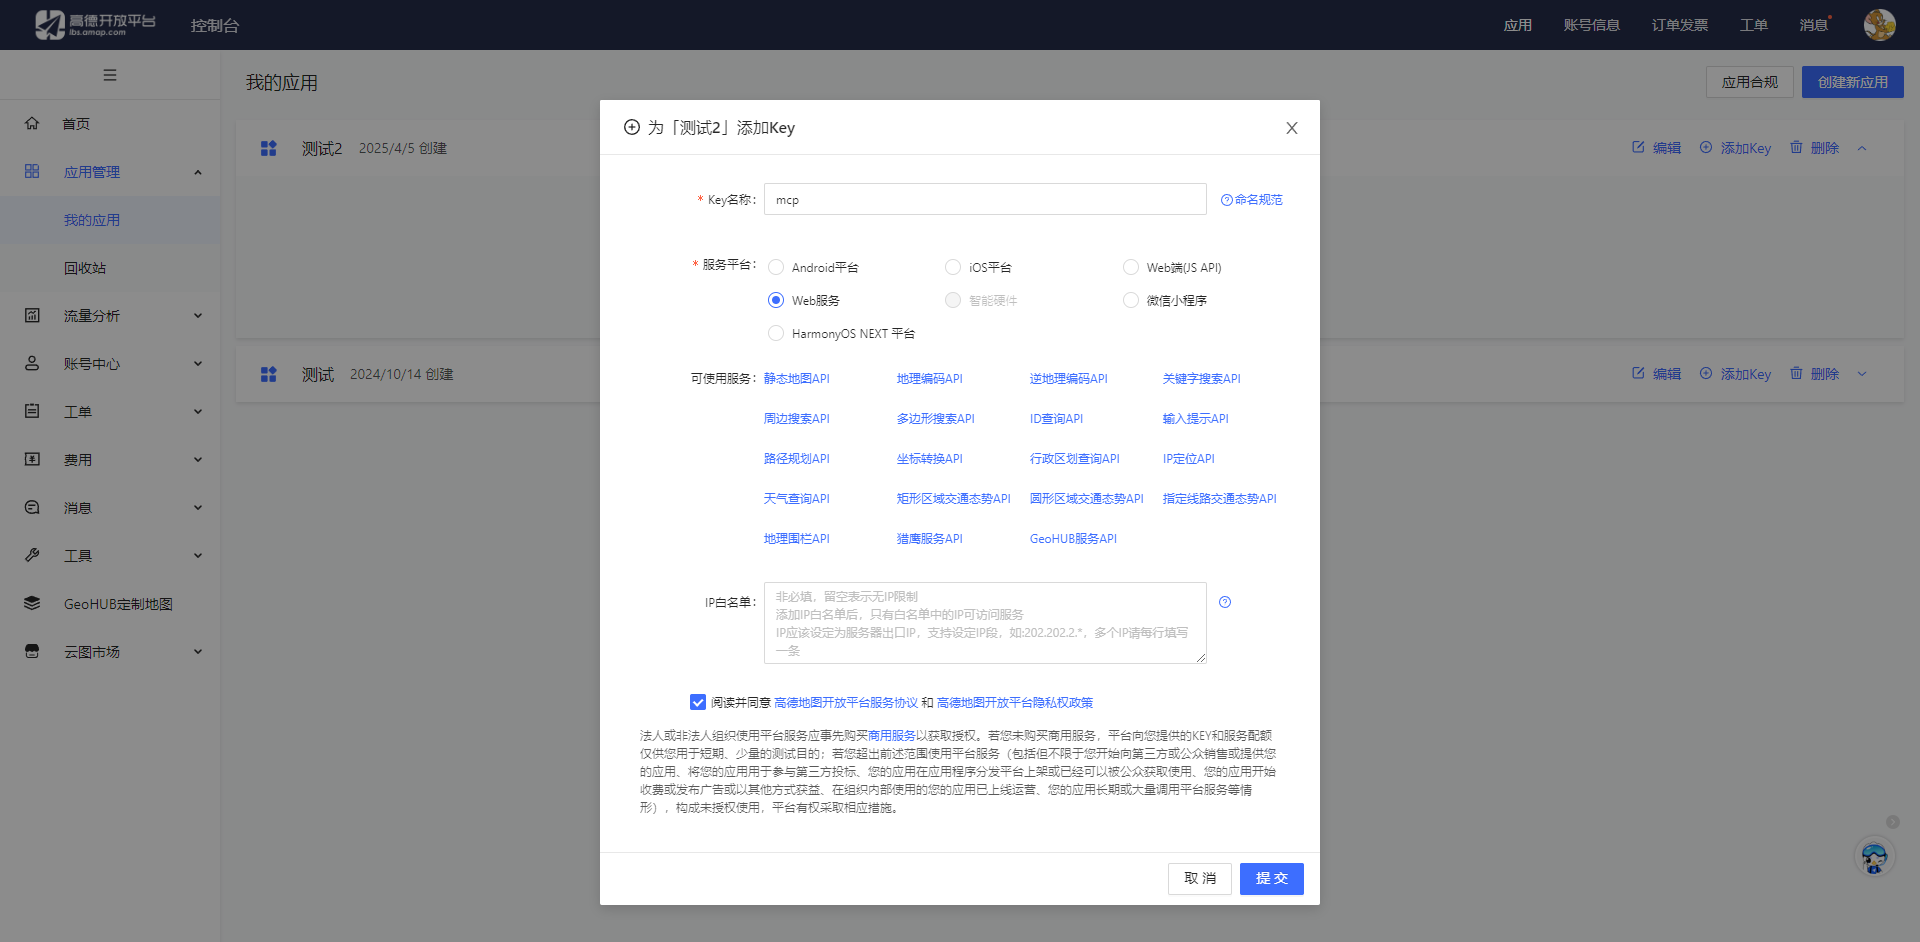 高德开放平台
lbs.amap.com
控制台
应用
账号信息
订单发票
工单
消息
我的应用
应用合规
创建新应用
首页
应用管理
我的应用
回收站
流量分析
账号中心
工单
费用
消息
工具
GeoHUB定制地图
云图市场
测试2 2025/4/5 创建
编辑 添加Key 删除
测试 2024/10/14 创建
编辑 添加Key 删除
为「测试2」添加Key
* Key名称: mcp 命名规范
* 服务平台: Android平台 iOS平台 Web端(JS API)
Web服务 智能硬件 微信小程序
HarmonyOS NEXT 平台
可使用服务: 静态地图API 地理编码API 逆地理编码API 关键字搜索API
周边搜索API 多边形搜索API ID查询API 输入提示API
路径规划API 坐标转换API 行政区划查询API IP定位API
天气查询API 矩形区域交通态势API 圆形区域交通态势API 指定线路交通态势API
地理围栏API 猎鹰服务API GeoHUB服务API
IP白名单: 非必填，留空表示无IP限制
添加IP白名单后，只有白名单中的IP可访问服务
IP应该设定为服务器出口IP，支持设定IP段，如:202.202.2.*，多个IP请每行填写
一条
阅读并同意 高德地图开放平台服务协议 和 高德地图开放平台隐私权政策
法人或非法人组织使用平台服务应事先购买商用服务以获取授权。若您未购买商用服务，平台向您提供的KEY和服务配额
仅供您用于短期、少量的测试目的；若您超出前述范围使用平台服务（包括但不限于您开始向第三方或公众销售或提供您
的应用、将您的应用用于参与第三方投标、您的应用在应用程序分发平台上架或已经可以被公众获取使用、您的应用开始
收费或发布广告或以其他方式获益、在组织内部使用的您的应用已上线运营、您的应用长期或大量调用平台服务等情
形），构成未授权使用，平台有权采取相应措施。
取 消
提 交